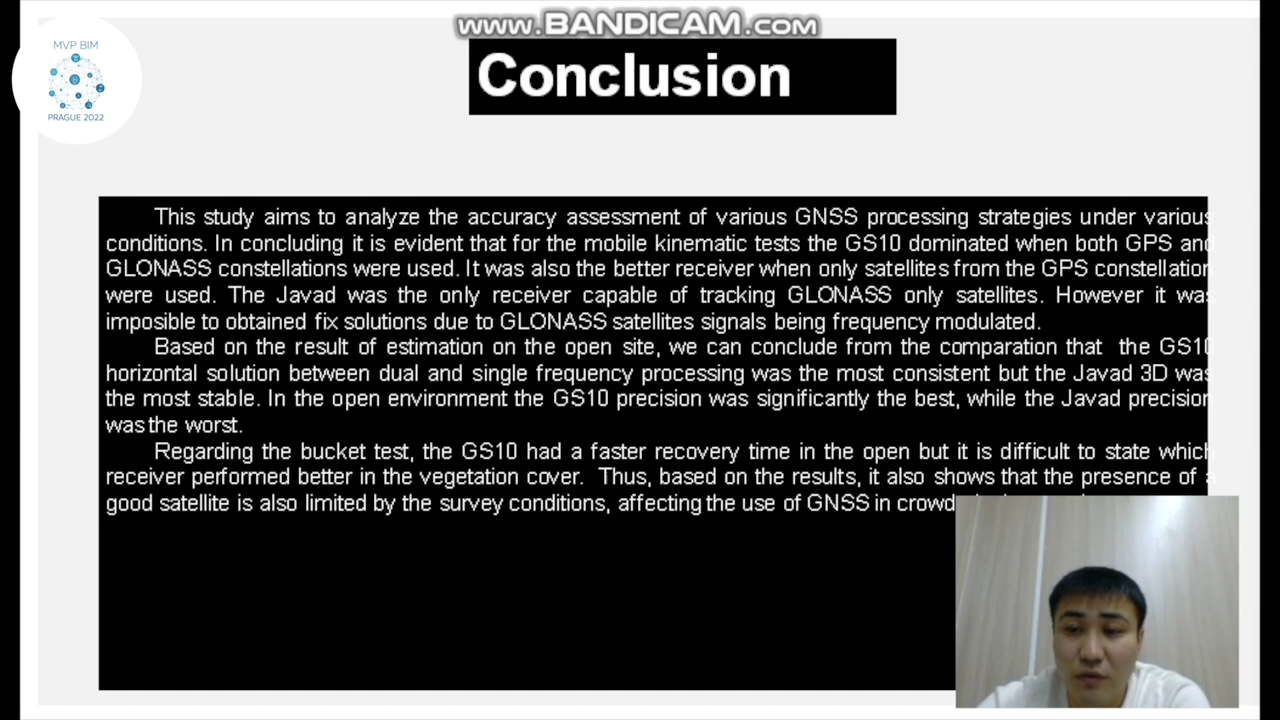 www.BANDICAM.com
MVP BIM
PRAGUE 2022
Conclusion
This study aims to analyze the accuracy assessment of various GNSS processing strategies under various
conditions. In concluding it is evident that for the mobile kinematic tests the GS10 dominated when both GPS and
GLONASS constellations were used. It was also the better receiver when only satellites from the GPS constellation
were used. The Javad was the only receiver capable of tracking GLONASS only satellites. However it was
imposible to obtained fix solutions due to GLONASS satellites signals being frequency modulated.
Based on the result of estimation on the open site, we can conclude from the comparation that the GS10
horizontal solution between dual and single frequency processing was the most consistent but the Javad 3D was
the most stable. In the open environment the GS10 precision was significantly the best, while the Javad precision
was the worst.
Regarding the bucket test, the GS10 had a faster recovery time in the open but it is difficult to state which
receiver performed better in the vegetation cover. Thus, based on the results, it also shows that the presence of a
good satellite is also limited by the survey conditions, affecting the use of GNSS in